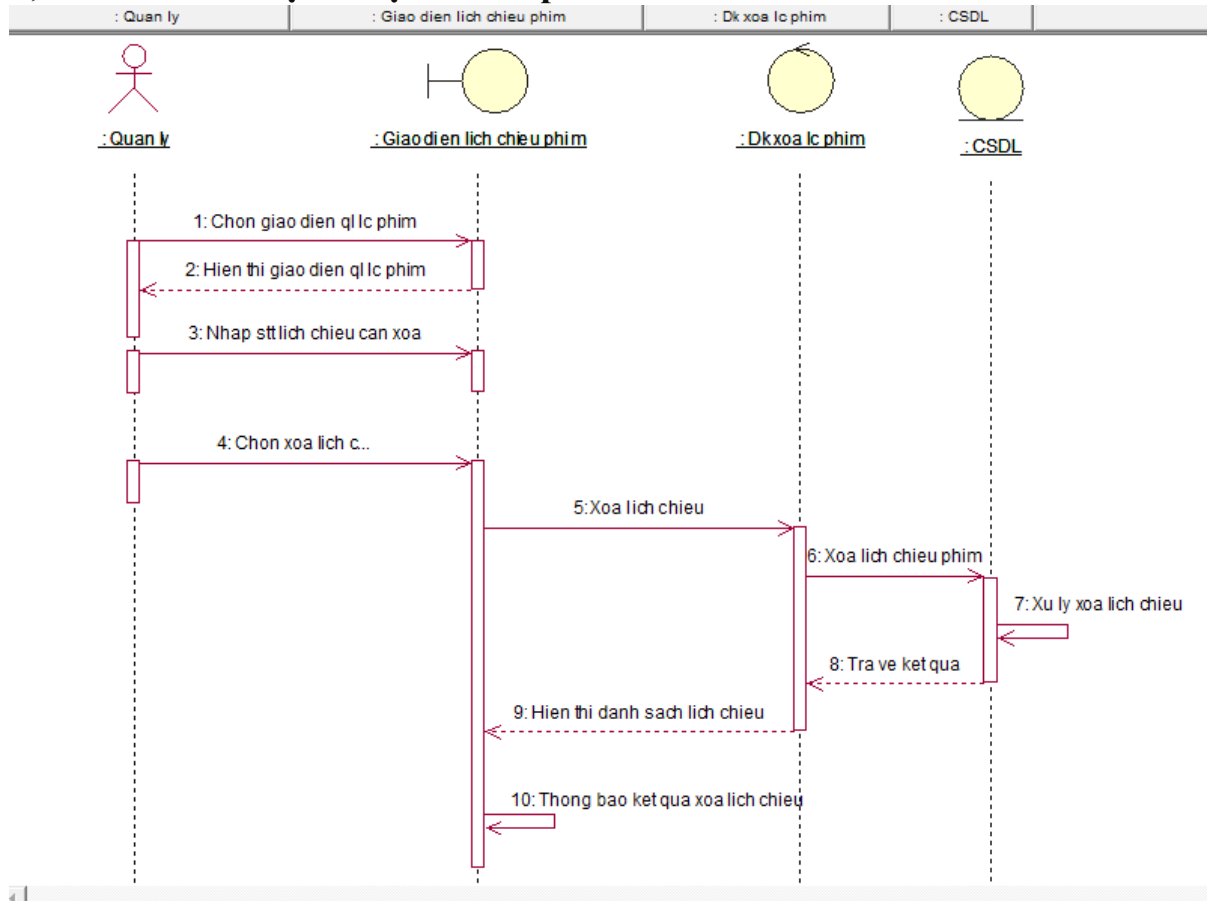 : Quan ly
: Giao dien lich chieu phim
: Dk xoa lc phim
: CSDL
: Quan ly
: Giao dien lich chieu phim
: Dk xoa lc phim
: CSDL
1: Chon giao dien ql lc phim
2: Hien thi giao dien ql lc phim
3: Nhap stt lich chieu can xoa
4: Chon xoa lich c...
5: Xoa lich chieu
6: Xoa lich chieu phim
7: Xu ly xoa lich chieu
8: Tra ve ket qua
9: Hien thi danh sach lich chieu
10: Thong bao ket qua xoa lich chieu